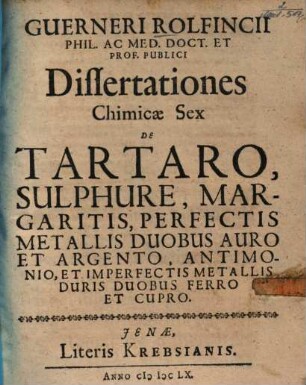 GUERNERI ROLFINCII
PHIL. AC MED. DOCT. ET
PROF. PUBLICI
Dissertationes
Chimicæ Sex
DE
TARTARO,
SULPHURE, MAR-
GARITIS, PERFECTIS
METALLIS DUOBUS AURO
ET ARGENTO, ANTIMO-
NIO, ET IMPERFECTIS METALLIS
DURIS DUOBUS FERRO
ET CUPRO.
JENÆ,
Literis KREBSIANIS.
ANNO cIɔ Iɔc LX.